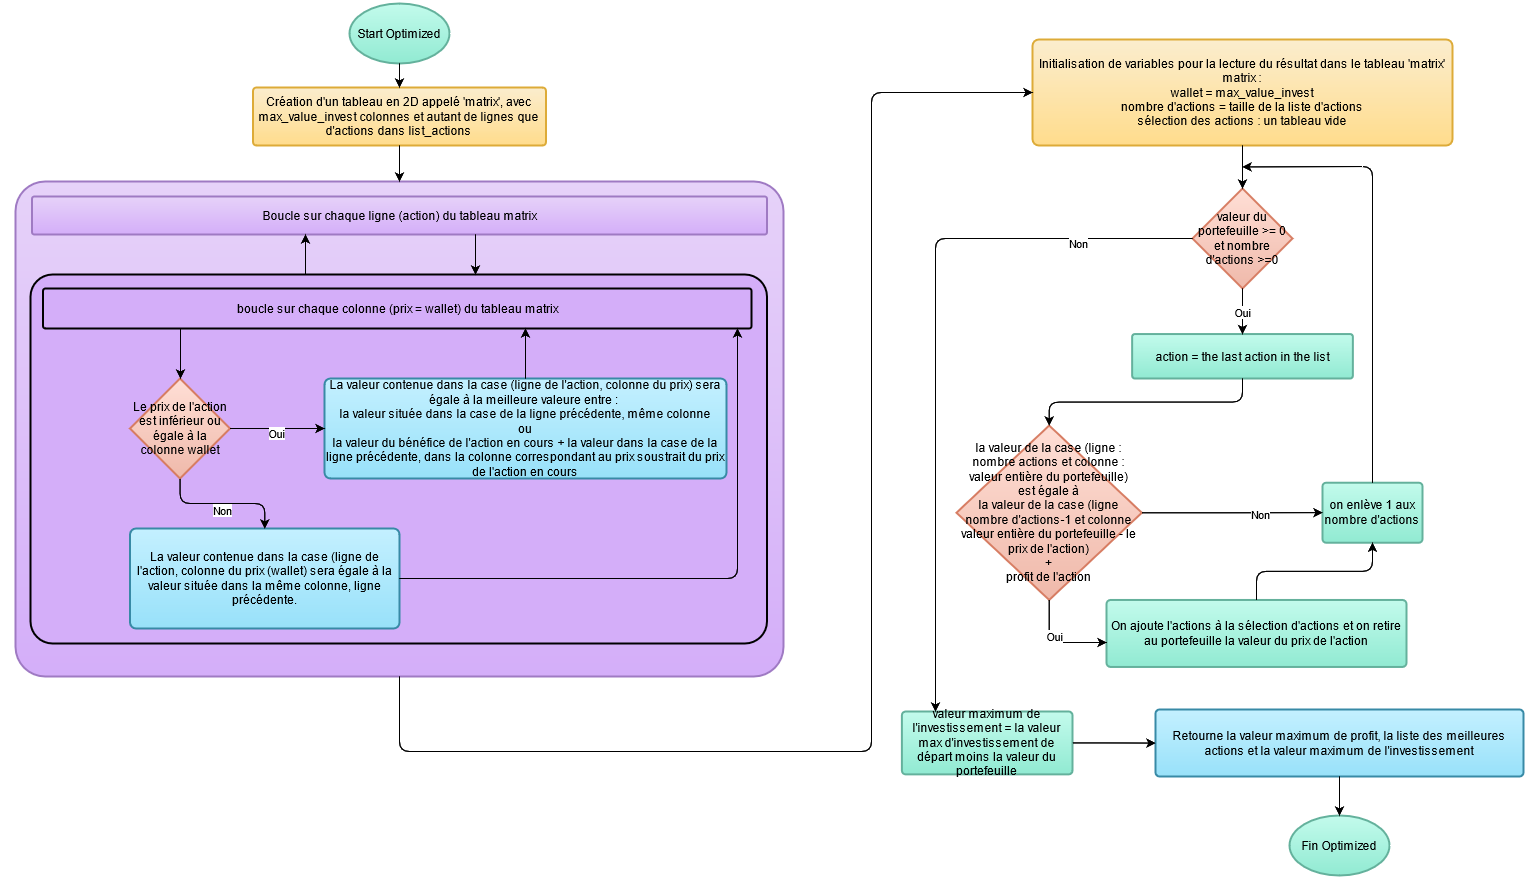 Start Optimized
Création d'un tableau en 2D appelé 'matrix', avec
max_value_invest colonnes et autant de lignes que
d'actions dans list_actions
Boucle sur chaque ligne (action) du tableau matrix
boucle sur chaque colonne (prix = wallet) du tableau matrix
Le prix de l'action
est inférieur ou
égale à la
colonne wallet
Oui
La valeur contenue dans la case (ligne de l'action, colonne du prix) sera
égale à la meilleure valeure entre :
la valeur située dans la case de la ligne précédente, même colonne
ou
la valeur du bénéfice de l'action en cours + la valeur dans la case de la
ligne précédente, dans la colonne correspondant au prix soustrait du prix
de l'action en cours
Non
La valeur contenue dans la case (ligne de
l'action, colonne du prix (wallet) sera égale à la
valeur située dans la même colonne, ligne
précédente.
Initialisation de variables pour la lecture du résultat dans le tableau 'matrix'
matrix :
wallet = max_value_invest
nombre d'actions = taille de la liste d'actions
sélection des actions : un tableau vide
valeur du
portefeuille >= 0
et nombre
d'actions >=0
Non
Oui
action = the last action in the list
la valeur de la case (ligne :
nombre actions et colonne :
valeur entière du portefeuille)
est égale à
la valeur de la case (ligne
nombre d'actions-1 et colonne
valeur entière du portefeuille - le
prix de l'action)
+
profit de l'action
Non
on enlève 1 aux
nombre d'actions
Oui
On ajoute l'actions à la sélection d'actions et on retire
au portefeuille la valeur du prix de l'action
valeur maximum de
l'investissement = la valeur
max d'investissement de
départ moins la valeur du
portefeuille
Retourne la valeur maximum de profit, la liste des meilleures
actions et la valeur maximum de l'investissement
Fin Optimized